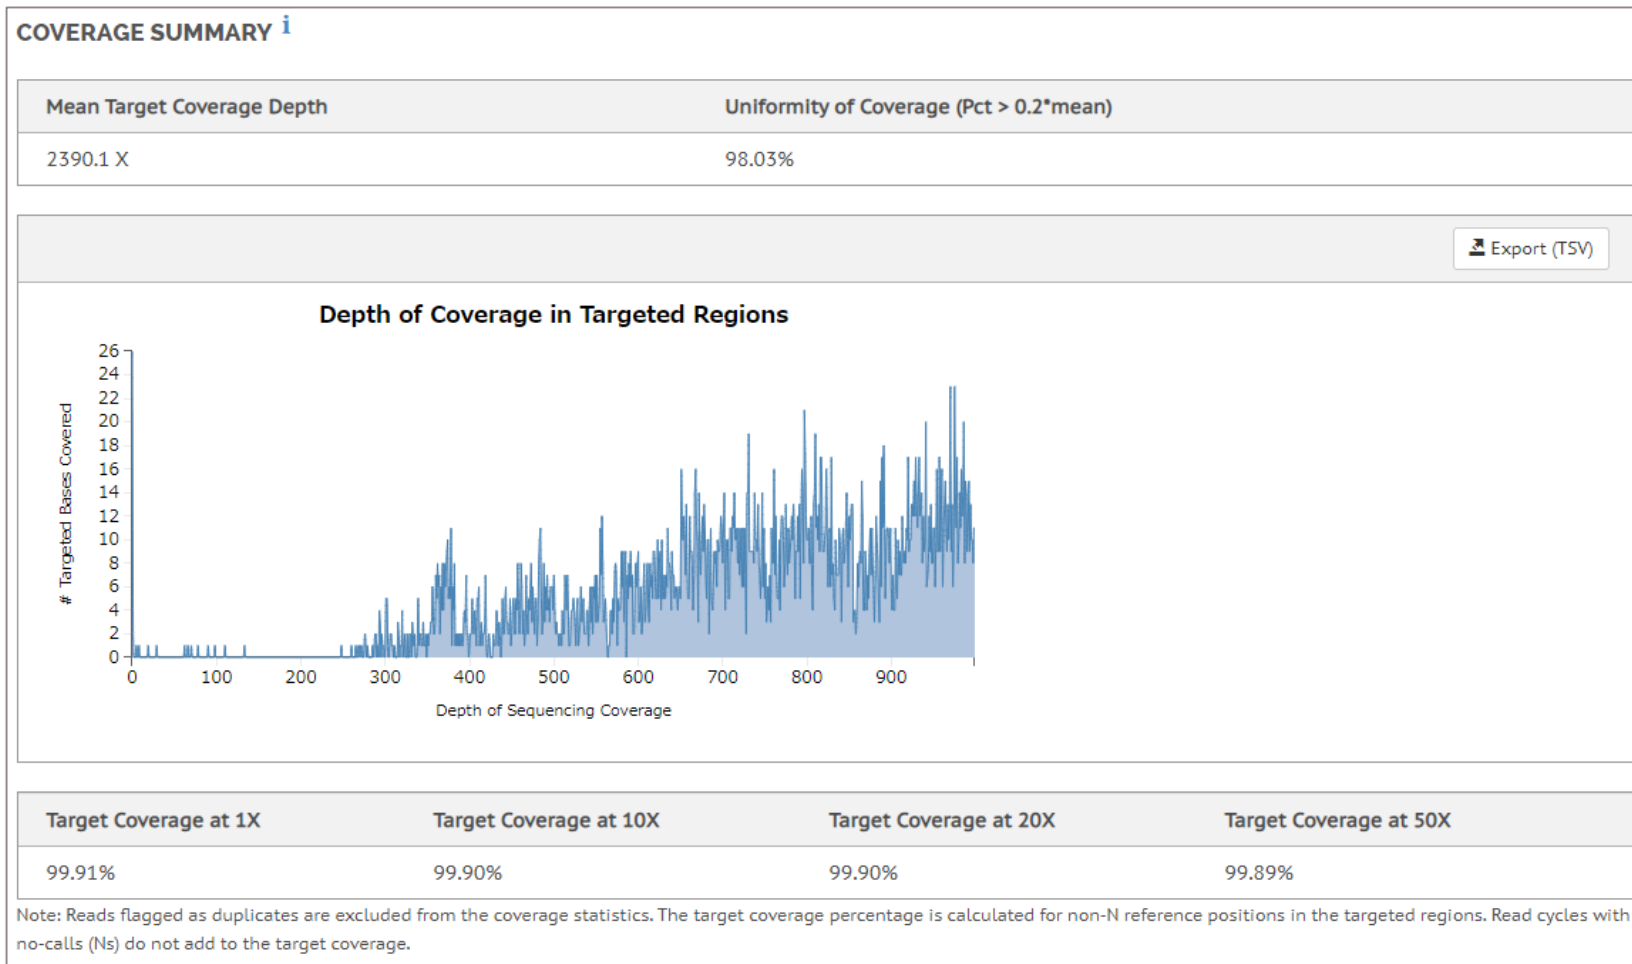 COVERAGE SUMMARY i
Mean Target Coverage Depth Uniformity of Coverage (Pct > 0.2*mean)
2390.1 X 98.03%
Export (TSV)
Depth of Coverage in Targeted Regions
26
24
22
20
18
16
14
12
10
8
6
4
2
0
# Targeted Bases Covered
0 100 200 300 400 500 600 700 800 900
Depth of Sequencing Coverage
Target Coverage at 1X Target Coverage at 10X Target Coverage at 20X Target Coverage at 50X
99.91% 99.90% 99.90% 99.89%
Note: Reads flagged as duplicates are excluded from the coverage statistics. The target coverage percentage is calculated for non-N reference positions in the targeted regions. Read cycles with
no-calls (Ns) do not add to the target coverage.